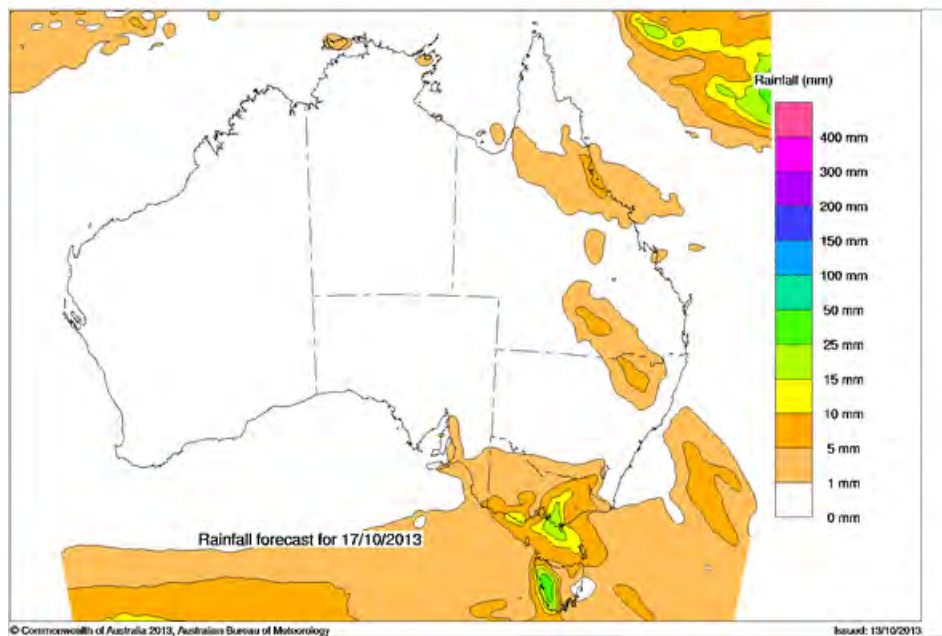 Rainfall (mm)
400 mm
300 mm
200 mm
150 mm
100 mm
50 mm
25 mm
15 mm
10 mm
5 mm
1 mm
0 mm
Rainfall forecast for 17/10/2013
© Commonwealth of Australia 2013, Australian Bureau of Meteorology
Issued: 13/10/2013